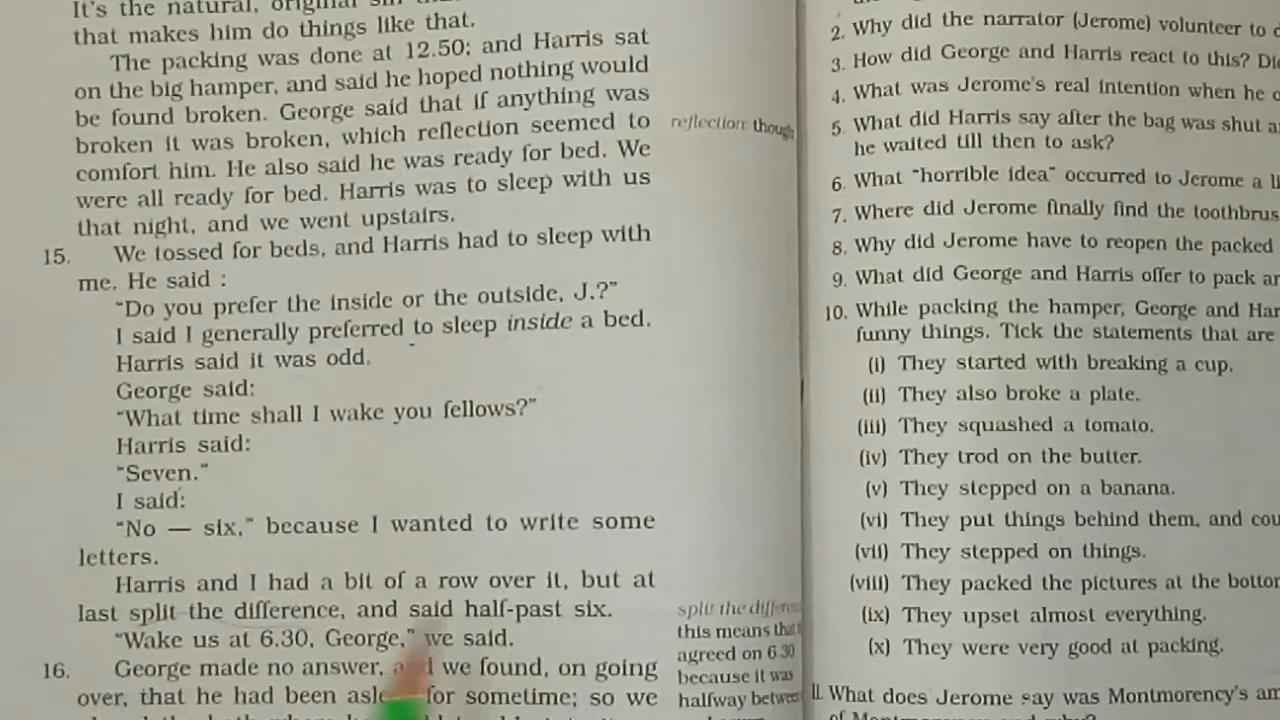 It's the natural, original sin
that makes him do things like that.
The packing was done at 12.50; and Harris sat
on the big hamper, and said he hoped nothing would
be found broken. George said that if anything was
broken it was broken, which reflection seemed to
comfort him. He also said he was ready for bed. We
were all ready for bed. Harris was to sleep with us
that night, and we went upstairs.
15. We tossed for beds, and Harris had to sleep with
me. He said :
"Do you prefer the inside or the outside, J.?"
I said I generally preferred to sleep inside a bed.
Harris said it was odd.
George said:
"What time shall I wake you fellows?"
Harris said:
"Seven."
I said:
"No — six," because I wanted to write some
letters.
Harris and I had a bit of a row over it, but at
last split the difference, and said half-past six.
"Wake us at 6.30, George," we said.
16. George made no answer, we found, on going
over, that he had been for sometime; so we
reflection
split the
this means
agreed on 6.30
because it was
halfway
2. Why did the narrator (Jerome) volunteer to
3. How did George and Harris react to this?
4. What was Jerome's real intention when he
5. What did Harris say after the bag was shut
he waited till then to ask?
6. What "horrible idea" occurred to Jerome a
7. Where did Jerome finally find the
8. Why did Jerome have to reopen the packed
9. What did George and Harris offer to pack
10. While packing the hamper, George and
funny things. Tick the statements that are
(i) They started with breaking a cup.
(ii) They also broke a plate.
(iii) They squashed a tomato.
(iv) They trod on the butter.
(v) They stepped on a banana.
(vi) They put things behind them, and
(vii) They stepped on things.
(viii) They packed the pictures at the
(ix) They upset almost everything.
(x) They were very good at packing.
II. What does Jerome say was Montmorency's